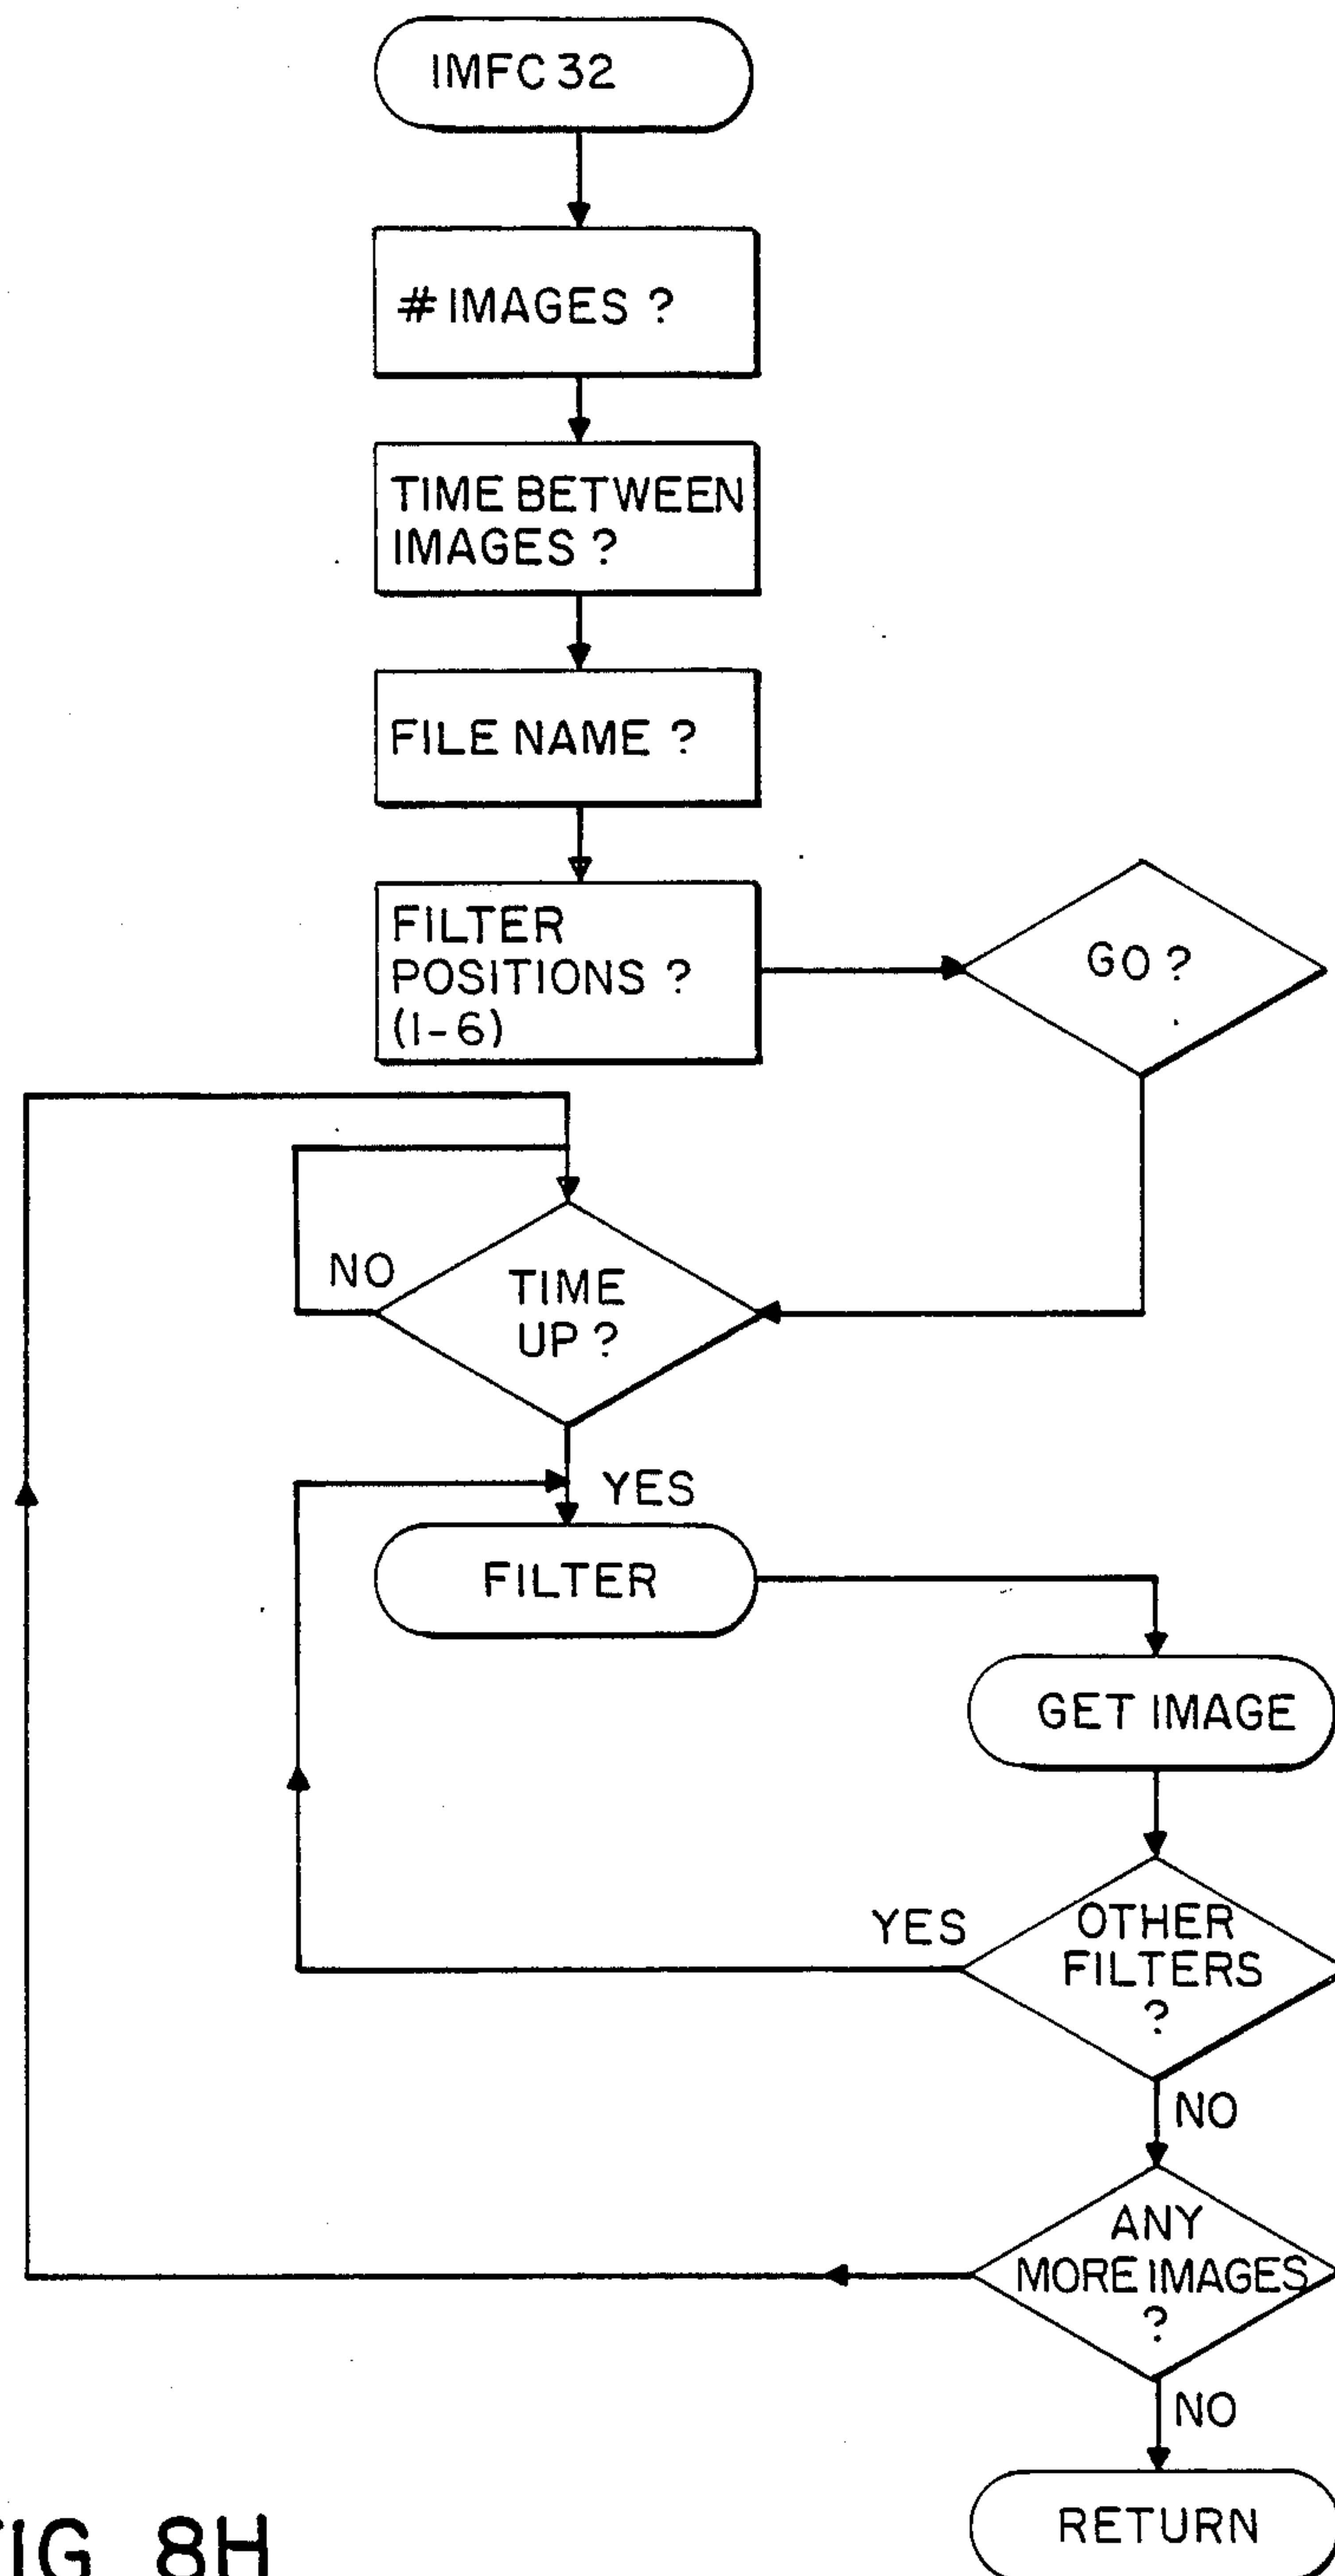 IMFC 32
# IMAGES ?
TIME BETWEEN
IMAGES ?
FILE NAME ?
FILTER
POSITIONS ?
(1-6)
GO ?
NO
TIME
UP ?
YES
FILTER
GET IMAGE
YES
OTHER
FILTERS
?
NO
ANY
MORE IMAGES
?
NO
RETURN
FIG 8H